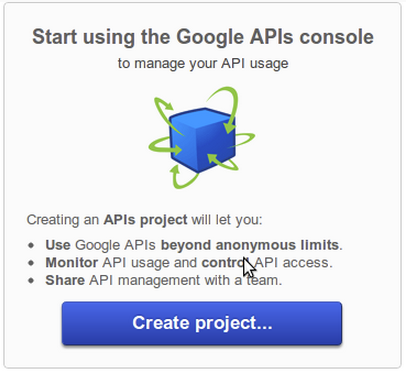 Start using the Google APIs console
to manage your API usage
Creating an APIs project will let you:
• Use Google APIs beyond anonymous limits.
• Monitor API usage and control API access.
• Share API management with a team.
Create project...